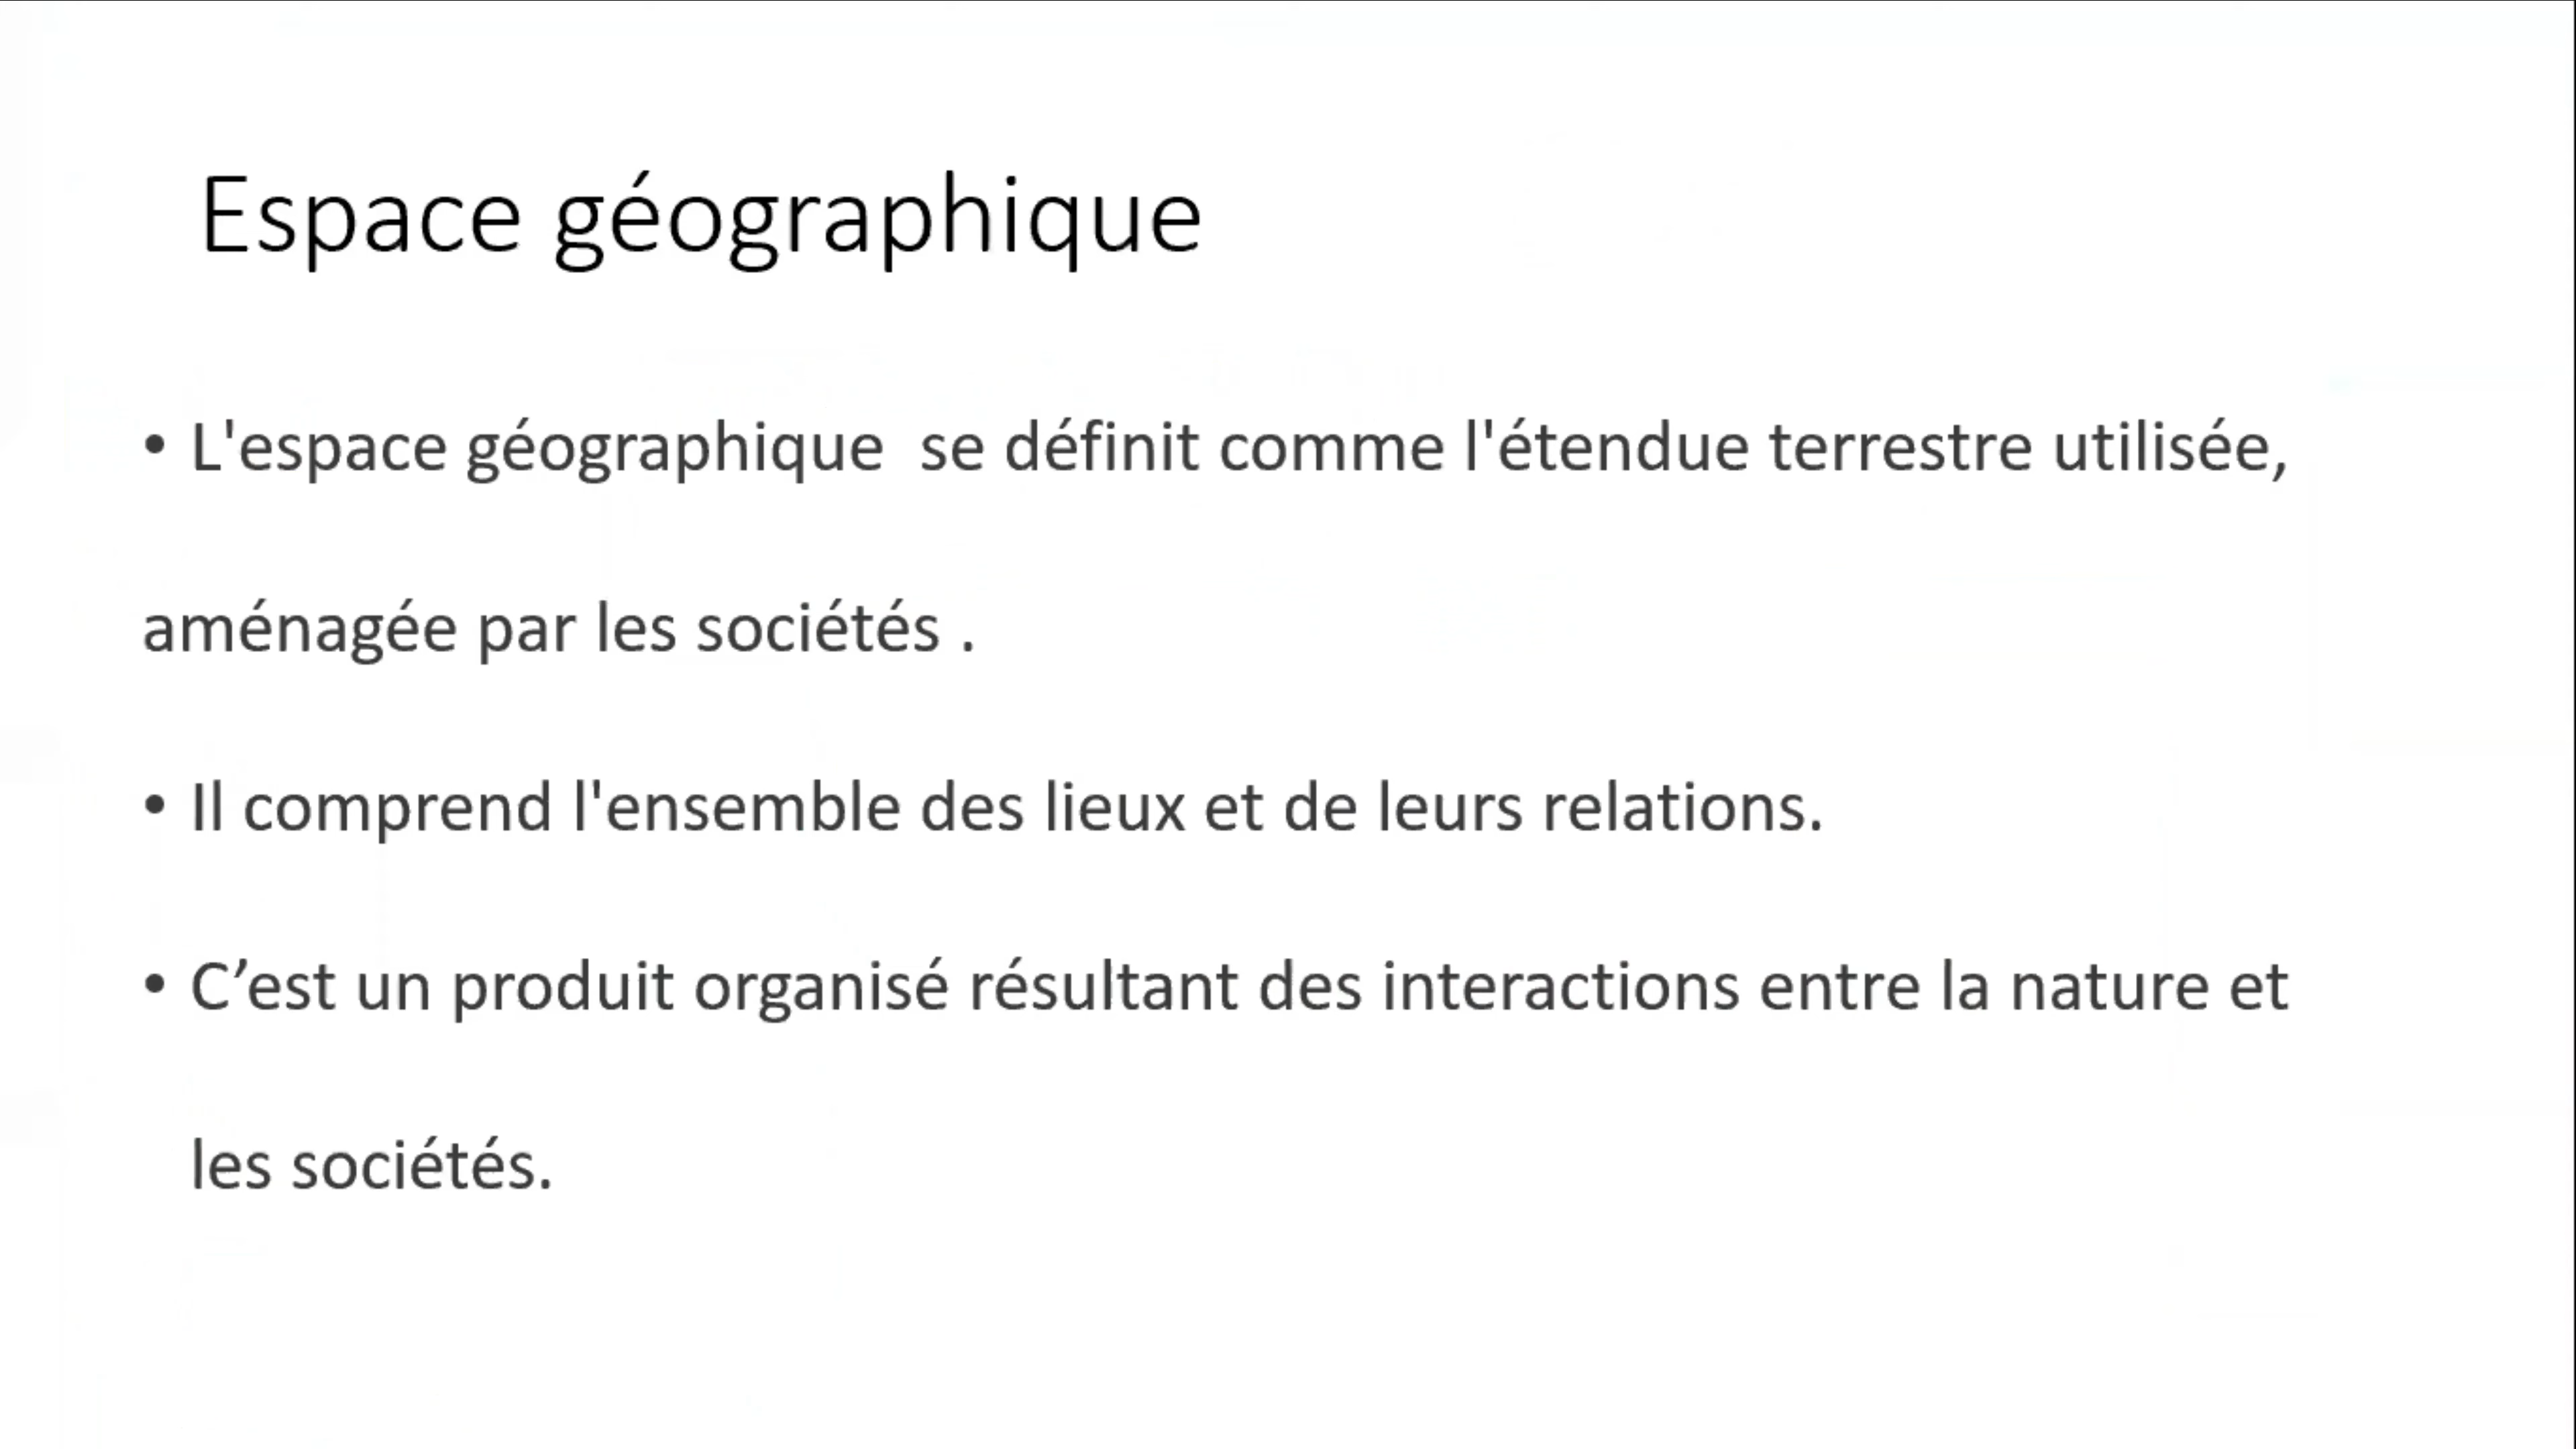 Espace géographique
• L'espace géographique  se définit comme l'étendue terrestre utilisée,
aménagée par les sociétés .
• Il comprend l'ensemble des lieux et de leurs relations.
• C’est un produit organisé résultant des interactions entre la nature et
les sociétés.